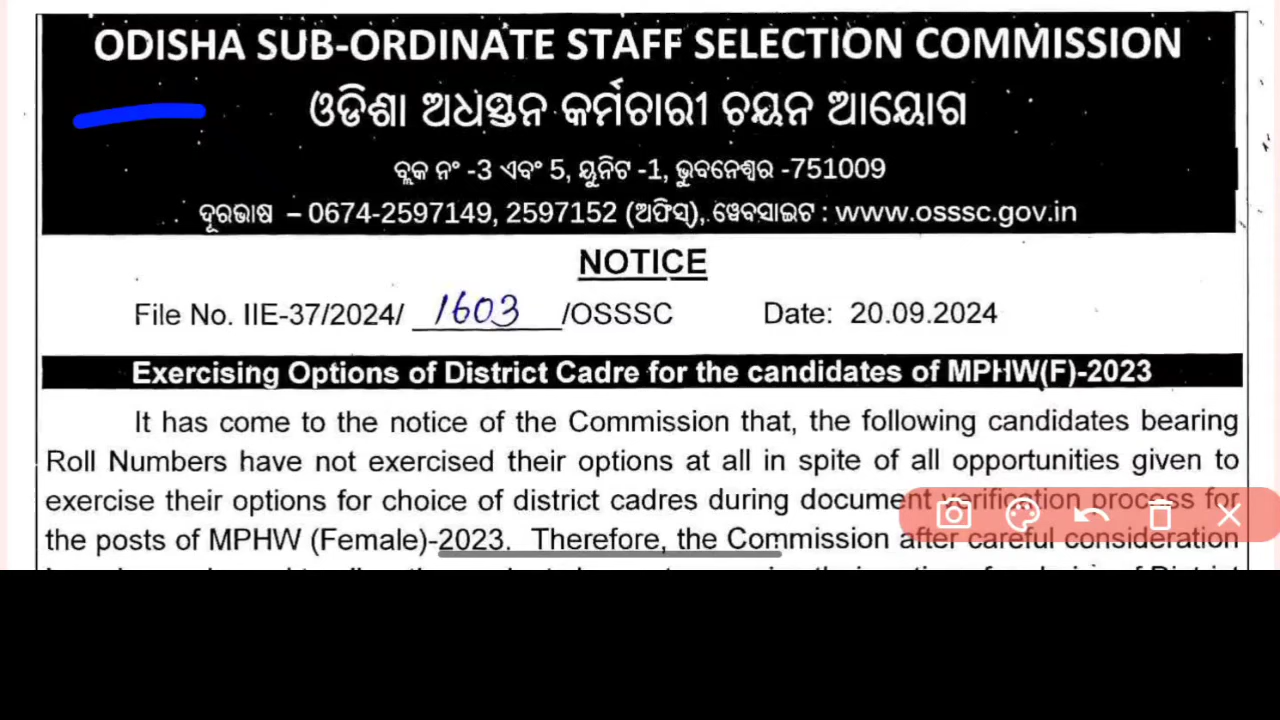 ODISHA SUB-ORDINATE STAFF SELECTION COMMISSION
ଓଡିଶା ଅଧସ୍ତନ କର୍ମଚାରୀ ଚୟନ ଆୟୋଗ
ବ୍ଲକ ନଂ -3 ଏବଂ 5, ୟୁନିଟ -1, ଭୁବନେଶ୍ୱର -751009
ଦୂରଭାଷ – 0674-2597149, 2597152 (ଅଫିସ୍), ୱେବସାଇଟ : www.osssc.gov.in
NOTICE
File No. IIE-37/2024/ 1603 /OSSSC Date: 20.09.2024
Exercising Options of District Cadre for the candidates of MPHW(F)-2023
It has come to the notice of the Commission that, the following candidates bearing
Roll Numbers have not exercised their options at all in spite of all opportunities given to
exercise their options for choice of district cadres during document verification process for
the posts of MPHW (Female)-2023. Therefore, the Commission after careful consideration